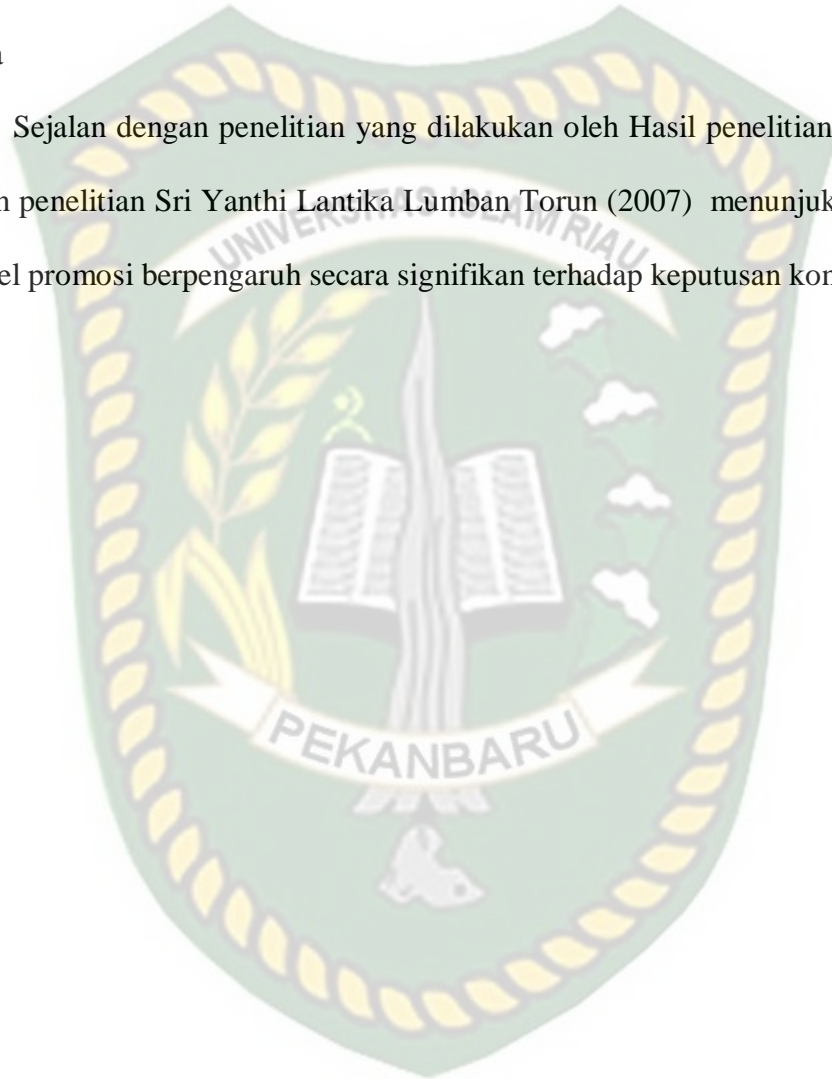 Sejalan dengan penelitian yang dilakukan oleh Hasil penelitian
penelitian Sri Yanthi Lantika Lumban Torun (2007) menunjuk
promosi berpengaruh secara signifikan terhadap keputusan kon
UNIVERSITAS ISLAM RIAU
PEKANBARU